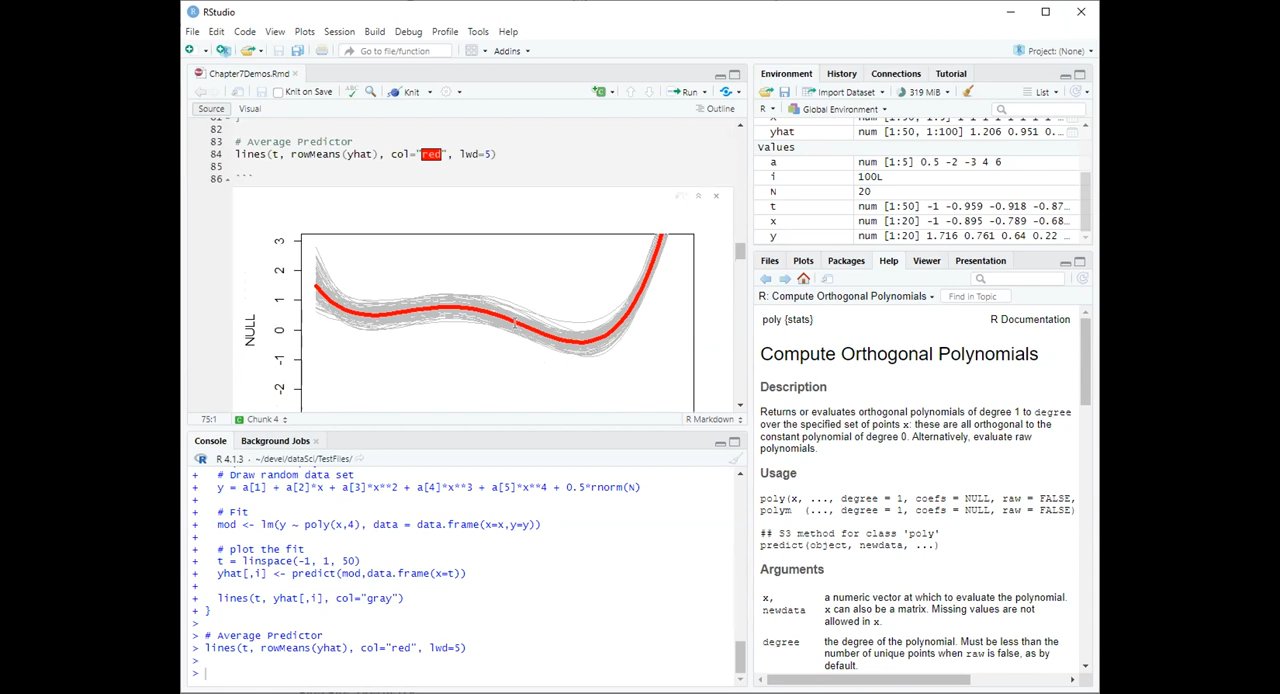 RStudio
File Edit Code View Plots Session Build Debug Profile Tools Help
Go to file/function
Addins
Project: (None)
Chapter7Demos.Rmd
Knit on Save
Knit
Run
Source
Visual
Outline
82
83 # Average Predictor
84 lines(t, rowMeans(yhat), col="red", lwd=5)
85
86 ```
NULL
3
2
1
0
-1
-2
75:1
Chunk 4
R Markdown
Console
Background Jobs
R 4.1.3 · ~/devel/dataSci/TestFiles/
+ # Draw random data set
+ y = a[1] + a[2]*x + a[3]*x**2 + a[4]*x**3 + a[5]*x**4 + 0.5*rnorm(N)
+
+ # Fit
+ mod <- lm(y ~ poly(x,4), data = data.frame(x=x,y=y))
+
+ # plot the fit
+ t = linspace(-1, 1, 50)
+ yhat[,i] <- predict(mod,data.frame(x=t))
+
+ lines(t, yhat[,i], col="gray")
+ }
>
> # Average Predictor
> lines(t, rowMeans(yhat), col="red", lwd=5)
>
>
Environment
History
Connections
Tutorial
Import Dataset
319 MiB
List
R
Global Environment
yhat num [1:50, 1:100] 1.206 0.951 0...
Values
a num [1:5] 0.5 -2 -3 4 6
i 100L
N 20
t num [1:50] -1 -0.959 -0.918 -0.87...
x num [1:20] -1 -0.895 -0.789 -0.68...
y num [1:20] 1.716 0.761 0.64 0.22 ...
Files
Plots
Packages
Help
Viewer
Presentation
R: Compute Orthogonal Polynomials
Find in Topic
poly {stats}
R Documentation
Compute Orthogonal Polynomials
Description
Returns or evaluates orthogonal polynomials of degree 1 to degree
over the specified set of points x: these are all orthogonal to the
constant polynomial of degree 0. Alternatively, evaluate raw
polynomials.
Usage
poly(x, ..., degree = 1, coefs = NULL, raw = FALSE,
polym (..., degree = 1, coefs = NULL, raw = FALSE)
## S3 method for class 'poly'
predict(object, newdata, ...)
Arguments
x,
newdata
a numeric vector at which to evaluate the polynomial.
x can also be a matrix. Missing values are not
allowed in x.
degree
the degree of the polynomial. Must be less than the
number of unique points when raw is false, as by
default.